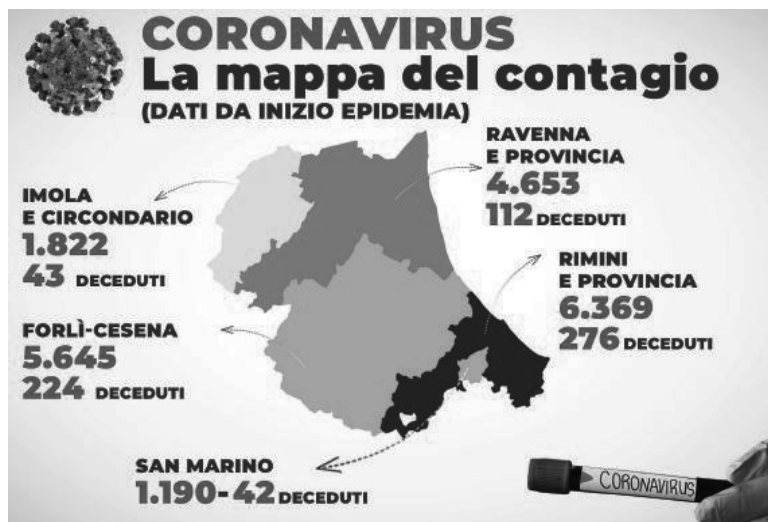 CORONAVIRUS
La mappa del contagio
(DATI DA INIZIO EPIDEMIA)
RAVENNA
E PROVINCIA
4.653
112 DECEDUTI
IMOLA
E CIRCONDARIO
1.822
43 DECEDUTI
RIMINI
E PROVINCIA
6.369
276 DECEDUTI
FORLÌ-CESENA
5.645
224 DECEDUTI
SAN MARINO
1.190-42 DECEDUTI
CORONAVIRUS